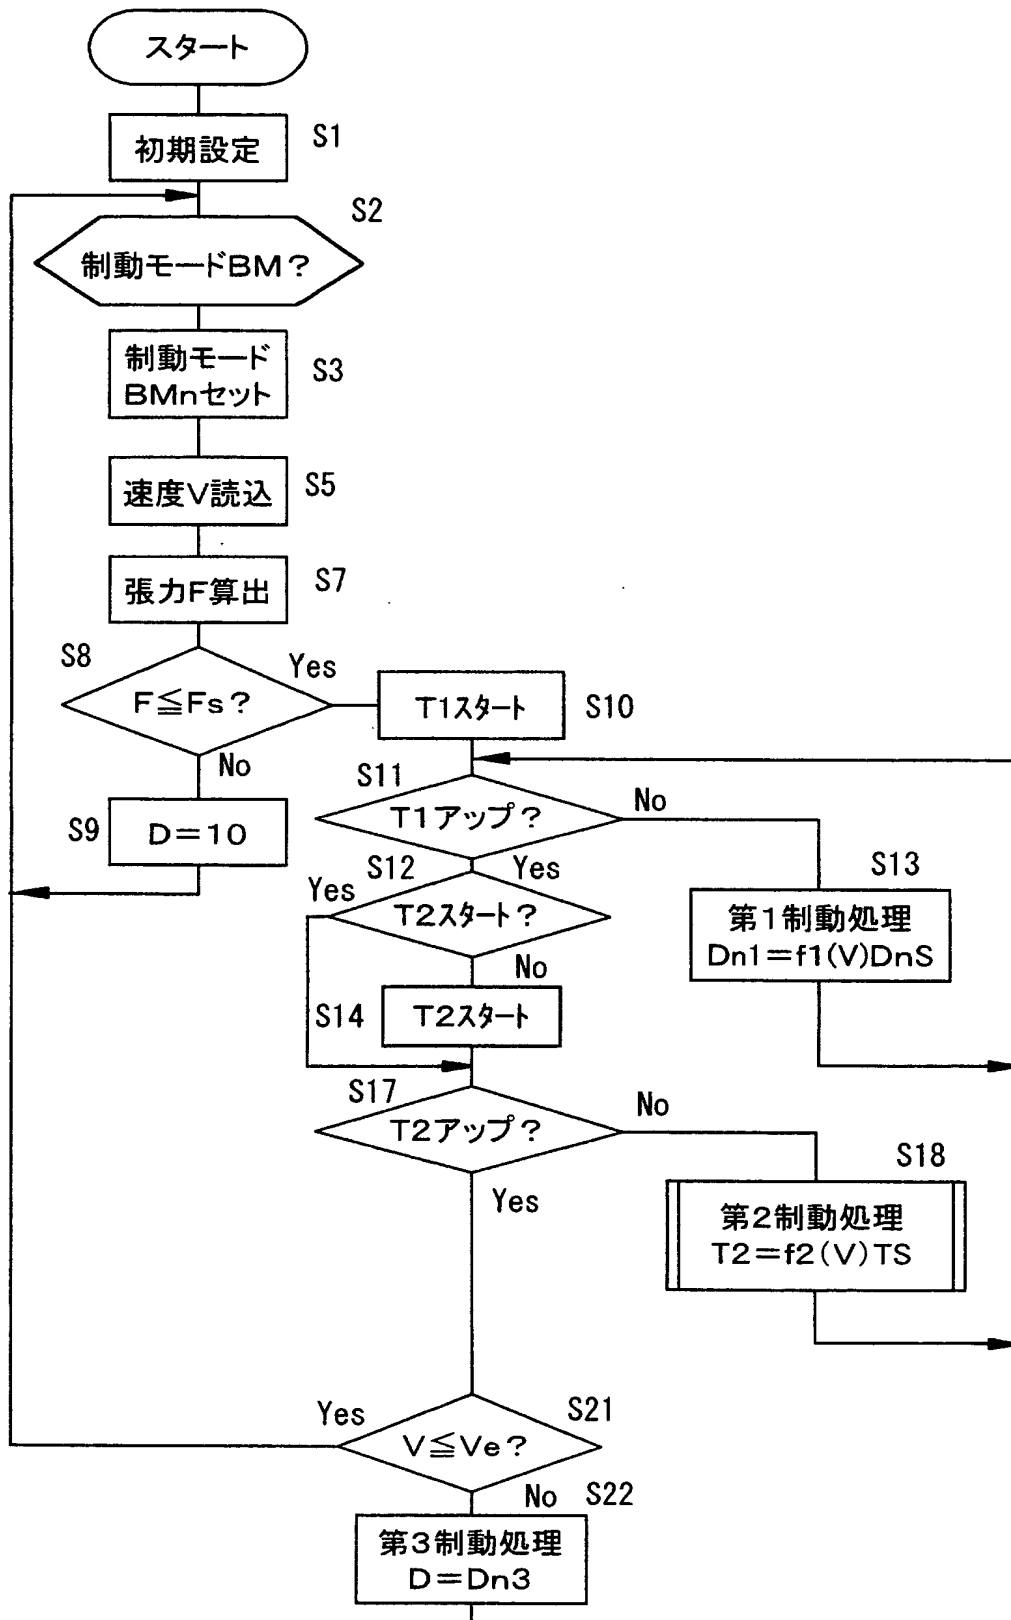 スタート
初期設定
S1
S2
制動モードBM?
制動モード
BMnセット
S3
速度V読込
S5
張力F算出
S7
S8
F≦Fs?
Yes
No
T1スタート
S10
S9
D=10
S11
T1アップ?
No
Yes
S12
Yes
T2スタート?
No
S13
第1制動処理
Dn1=f1(V)DnS
S14
T2スタート
S17
T2アップ?
No
Yes
S18
第2制動処理
T2=f2(V)TS
S21
Yes
V≦Ve?
No
S22
第3制動処理
D=Dn3